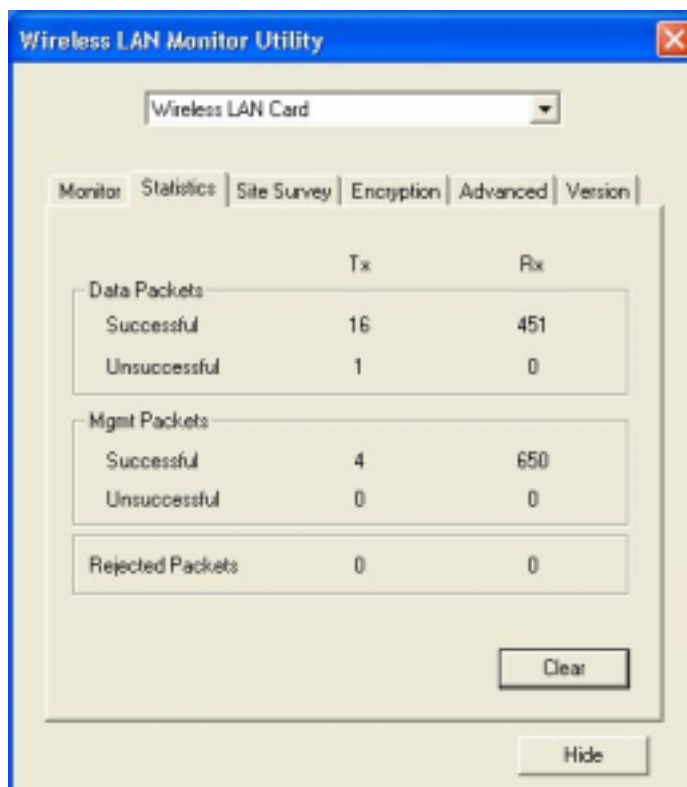 Wireless LAN Monitor Utility
Wireless LAN Card
Monitor Statistics Site Survey Encryption Advanced Version
Tx Rx
Data Packets
Successful 16 451
Unsuccessful 1 0
Mgmt Packets
Successful 4 650
Unsuccessful 0 0
Rejected Packets 0 0
Clear
Hide